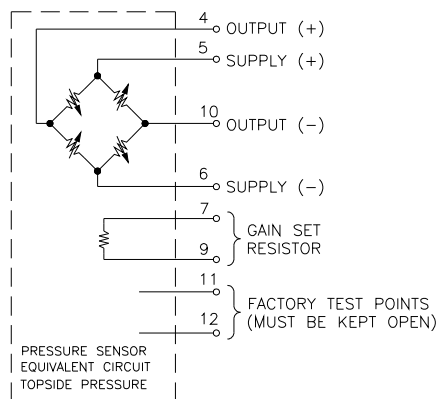 4 OUTPUT (+)
5 SUPPLY (+)
10 OUTPUT (-)
6 SUPPLY (-)
7
GAIN SET
RESISTOR
9
11
FACTORY TEST POINTS
(MUST BE KEPT OPEN)
12
PRESSURE SENSOR
EQUIVALENT CIRCUIT
TOPSIDE PRESSURE